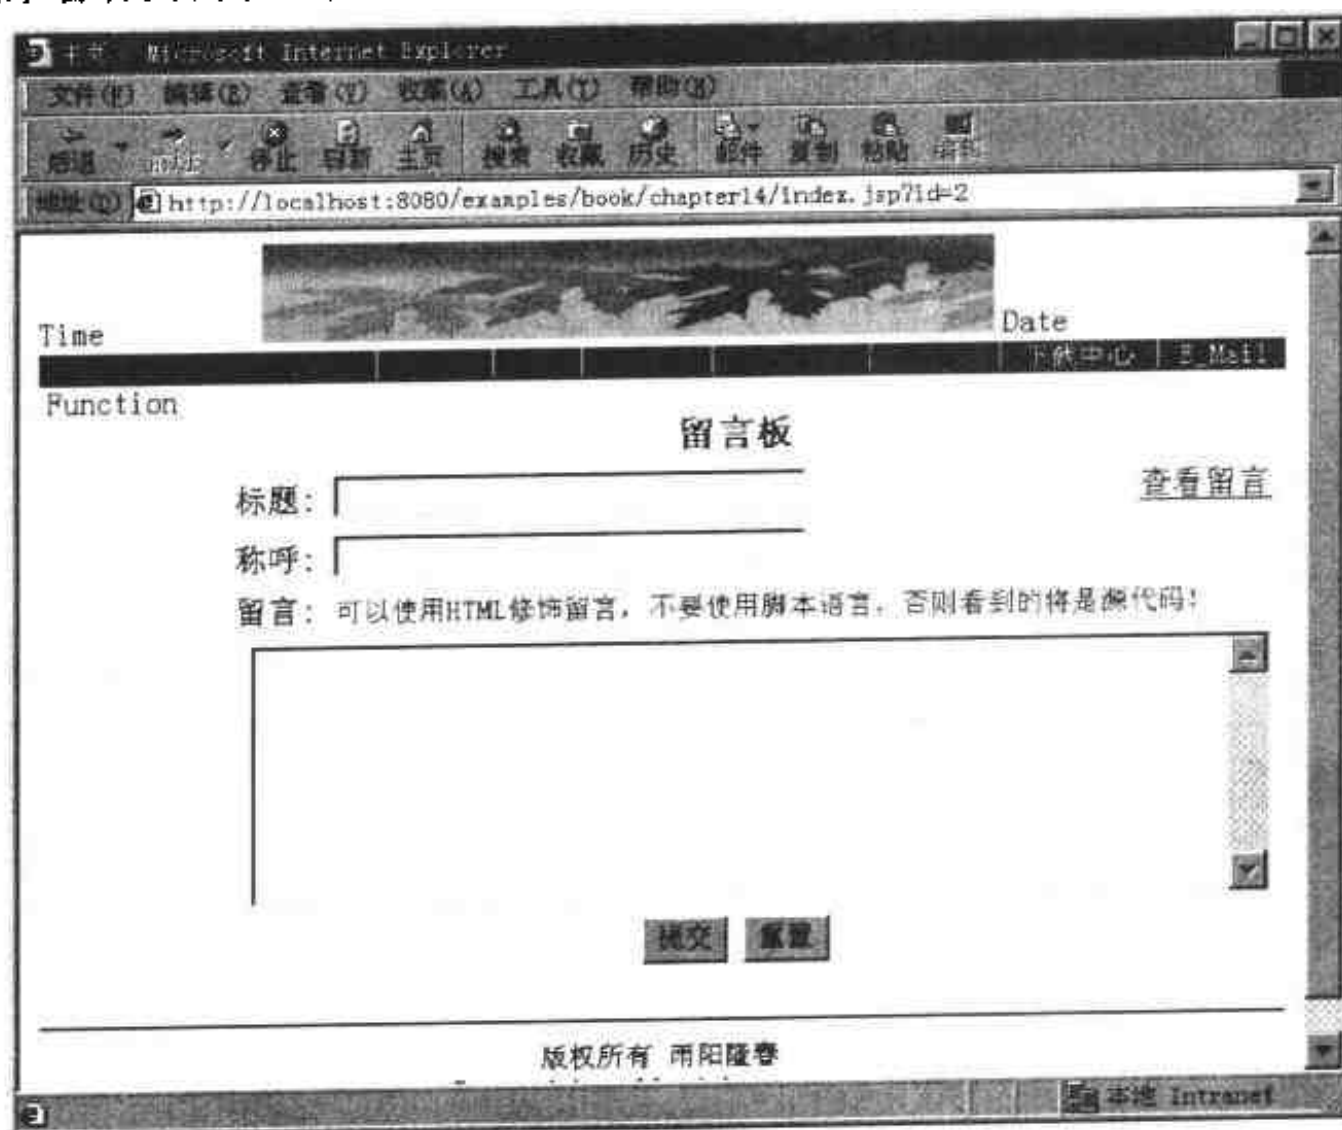 Microsoft Internet Explorer
文件(F) 编辑(E) 查看(V) 收藏(A) 工具(T) 帮助(H)
后退 停止 刷新 主页 搜索 收藏 历史 邮件 复制 粘贴 编辑
地址(D) http://localhost:8080/examples/book/chapter14/index.jsp?id=2
Time Date
下载中心 E_Mail
Function
留言板
标题:
查看留言
称呼:
留言: 可以使用HTML修饰留言，不要使用脚本语言，否则看到的将是源代码!
提交 重置
版权所有 雨阳隆春
本地 Intranet